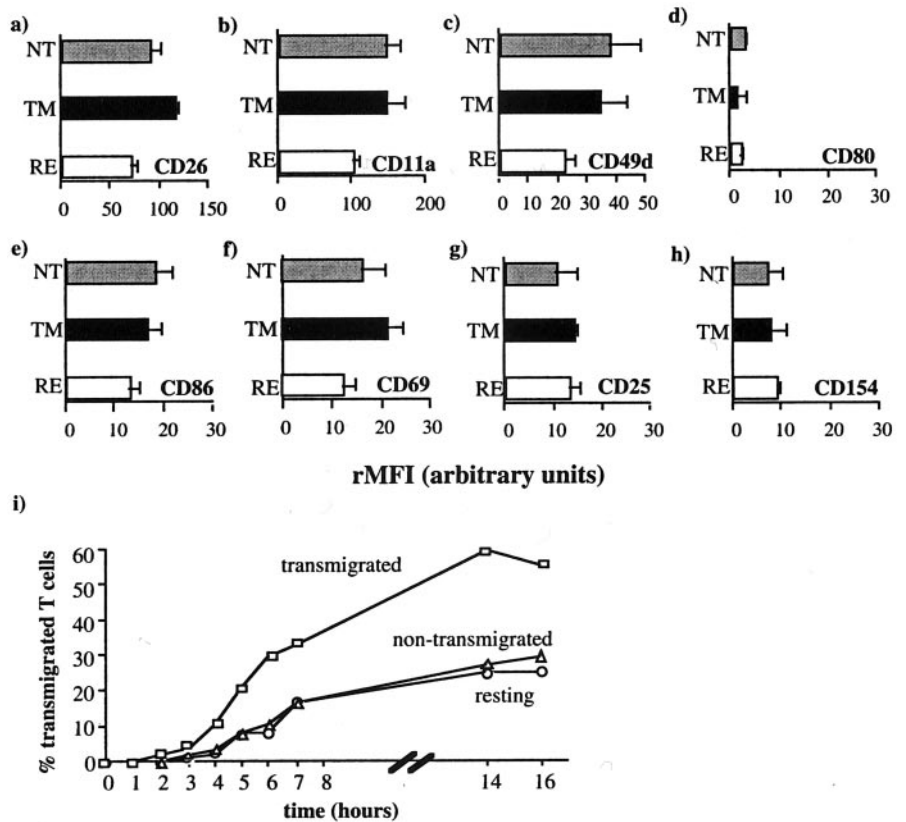 a)
NT
TM
RE
CD26
0 50 100 150
b)
NT
TM
RE
CD11a
0 100 200
c)
NT
TM
RE
CD49d
0 10 20 30 40 50
d)
NT
TM
RE
CD80
0 10 20 30
e)
NT
TM
RE
CD86
0 10 20 30
f)
NT
TM
RE
CD69
0 10 20 30
g)
NT
TM
RE
CD25
0 10 20 30
h)
NT
TM
RE
CD154
0 10 20 30
rMFI (arbitrary units)
i)
% transmigrated T cells
60
50
40
30
20
10
0
transmigrated
non-transmigrated
resting
0 1 2 3 4 5 6 7 8 14 16
time (hours)